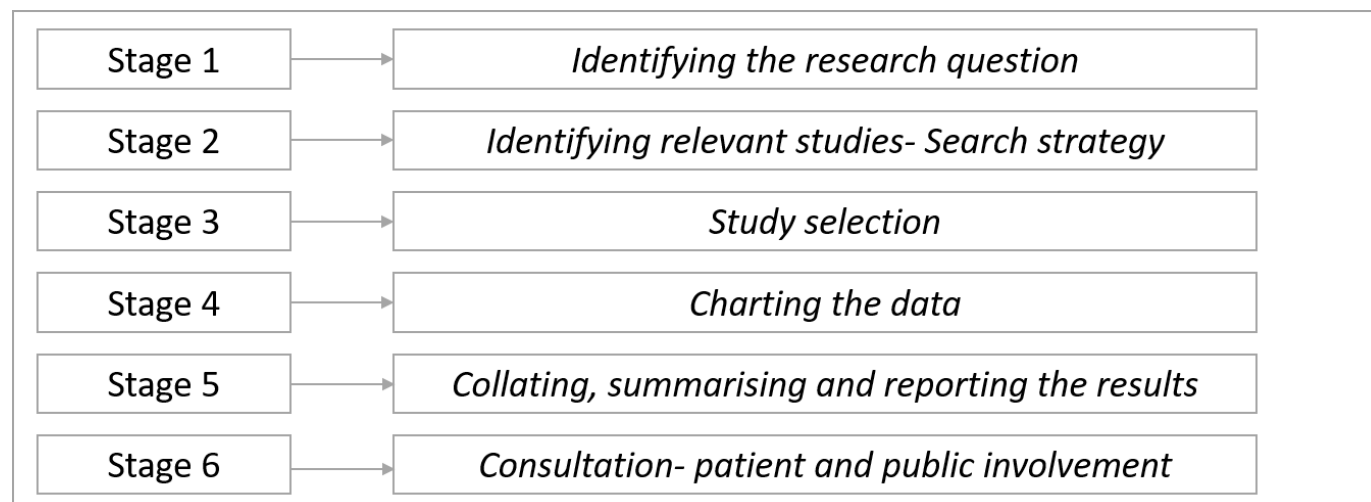 Stage 1 Identifying the research question
Stage 2 Identifying relevant studies- Search strategy
Stage 3 Study selection
Stage 4 Charting the data
Stage 5 Collating, summarising and reporting the results
Stage 6 Consultation- patient and public involvement